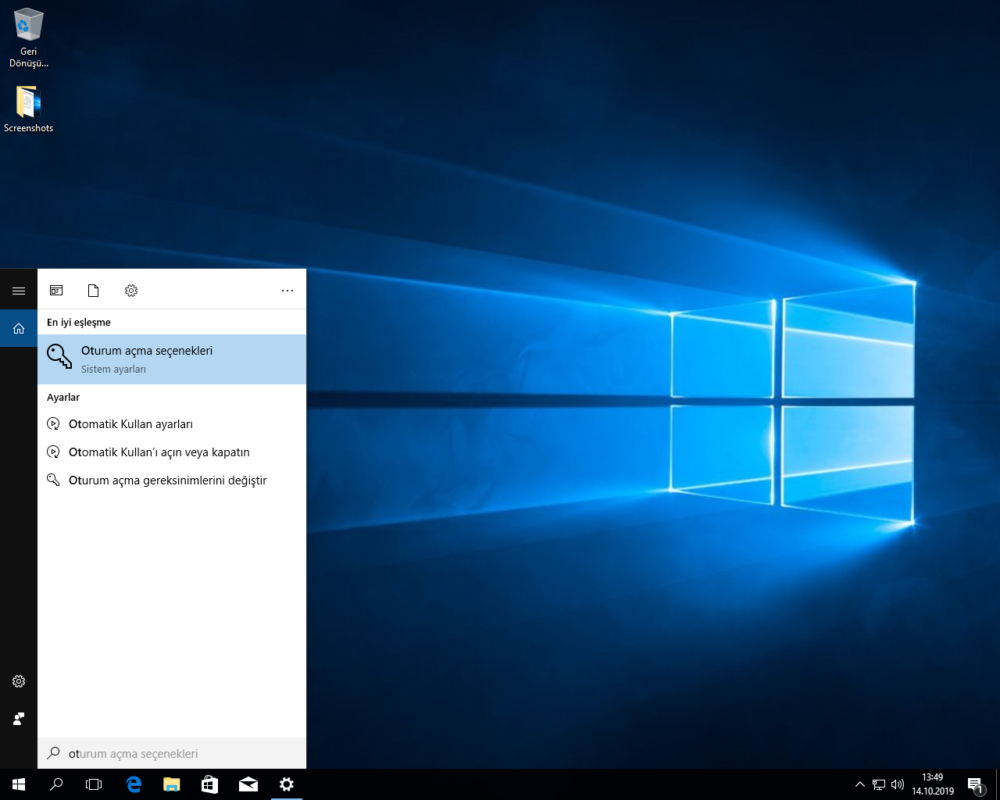 Geri
Dönüşü...
Screenshots
En iyi eşleşme
Oturum açma seçenekleri
Sistem ayarları
Ayarlar
Otomatik Kullan ayarları
Otomatik Kullan’ı açın veya kapatın
Oturum açma gereksinimlerini değiştir
oturum açma seçenekleri
13:49
14.10.2019
1